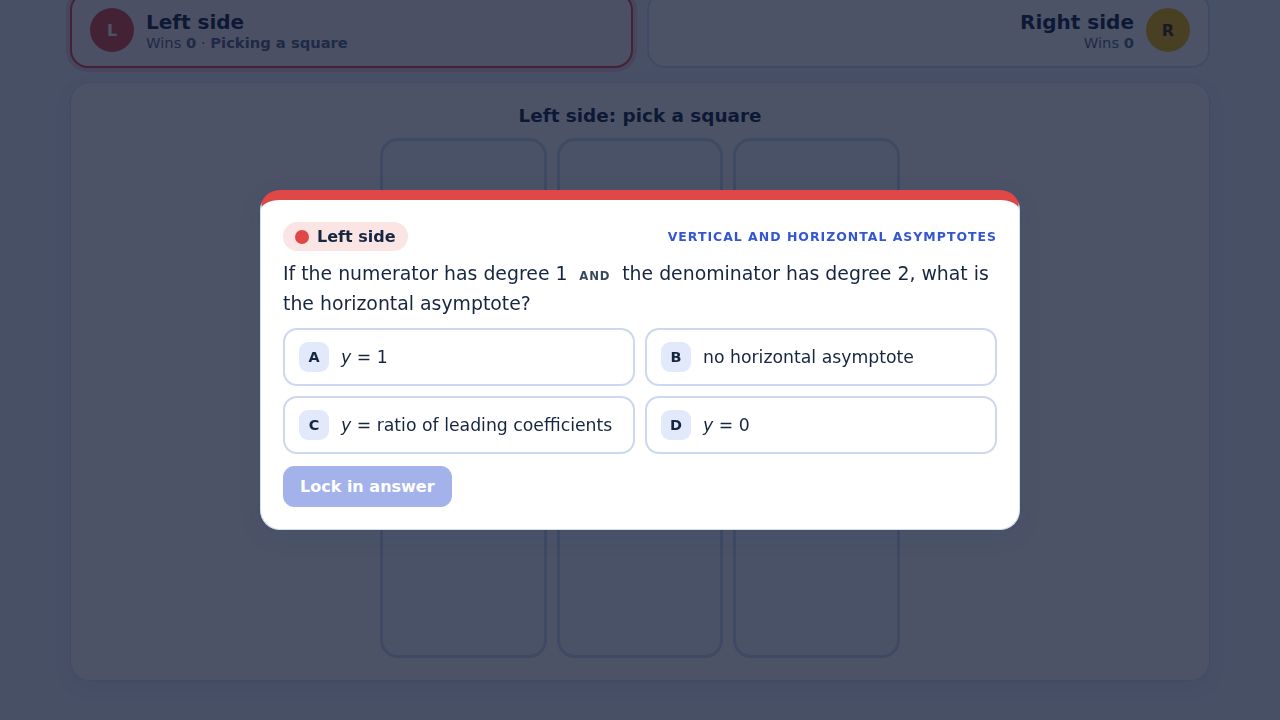 L
Left side
Wins 0 · Picking a square
Right side
Wins 0
R
Left side: pick a square
Left side
VERTICAL AND HORIZONTAL ASYMPTOTES
If the numerator has degree 1 AND the denominator has degree 2, what is
the horizontal asymptote?
A y = 1
B no horizontal asymptote
C y = ratio of leading coefficients
D y = 0
Lock in answer